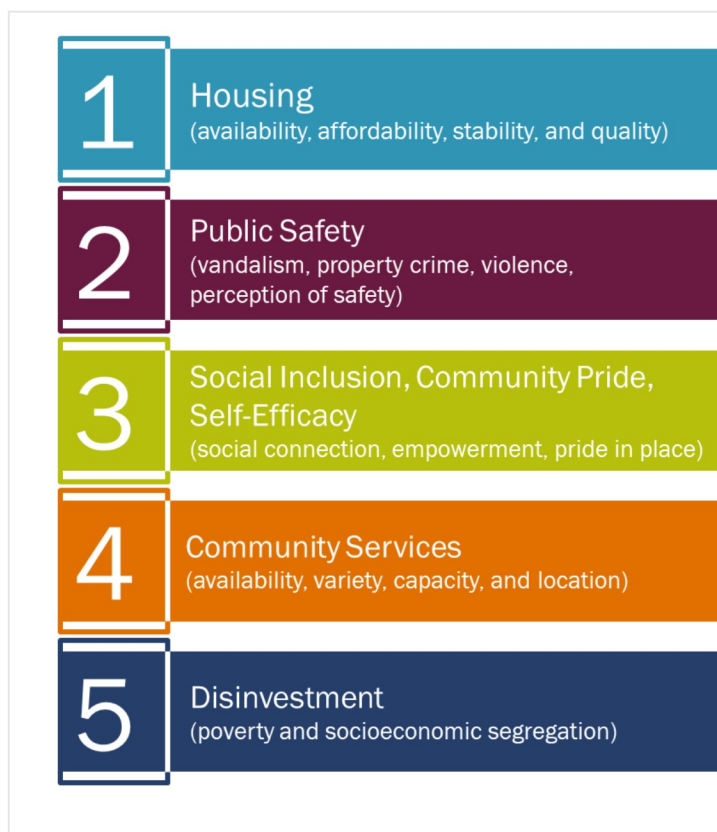 1
Housing
(availability, affordability, stability, and quality)
2
Public Safety
(vandalism, property crime, violence,
perception of safety)
3
Social Inclusion, Community Pride,
Self-Efficacy
(social connection, empowerment, pride in place)
4
Community Services
(availability, variety, capacity, and location)
5
Disinvestment
(poverty and socioeconomic segregation)